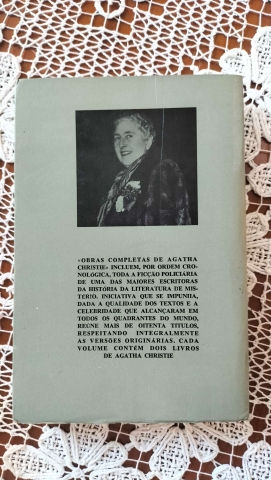 «OBRAS COMPLETAS DE AGATHA
CHRISTIE» INCLUEM, POR ORDEM CRO-
NOLÓGICA, TODA A FICÇÃO POLICIÁRIA
DE UMA DAS MAIORES ESCRITORAS
DA HISTÓRIA DA LITERATURA DE MIS-
TÉRIO. INICIATIVA QUE SE IMPUNHA,
DADA A QUALIDADE DOS TEXTOS E A
CELEBRIDADE QUE ALCANÇARAM EM
TODOS OS QUADRANTES DO MUNDO,
REÚNE MAIS DE OITENTA TÍTULOS,
RESPEITANDO INTEGRALMENTE
AS VERSÕES ORIGINÁRIAS. CADA
VOLUME CONTÉM DOIS LIVROS
DE AGATHA CHRISTIE